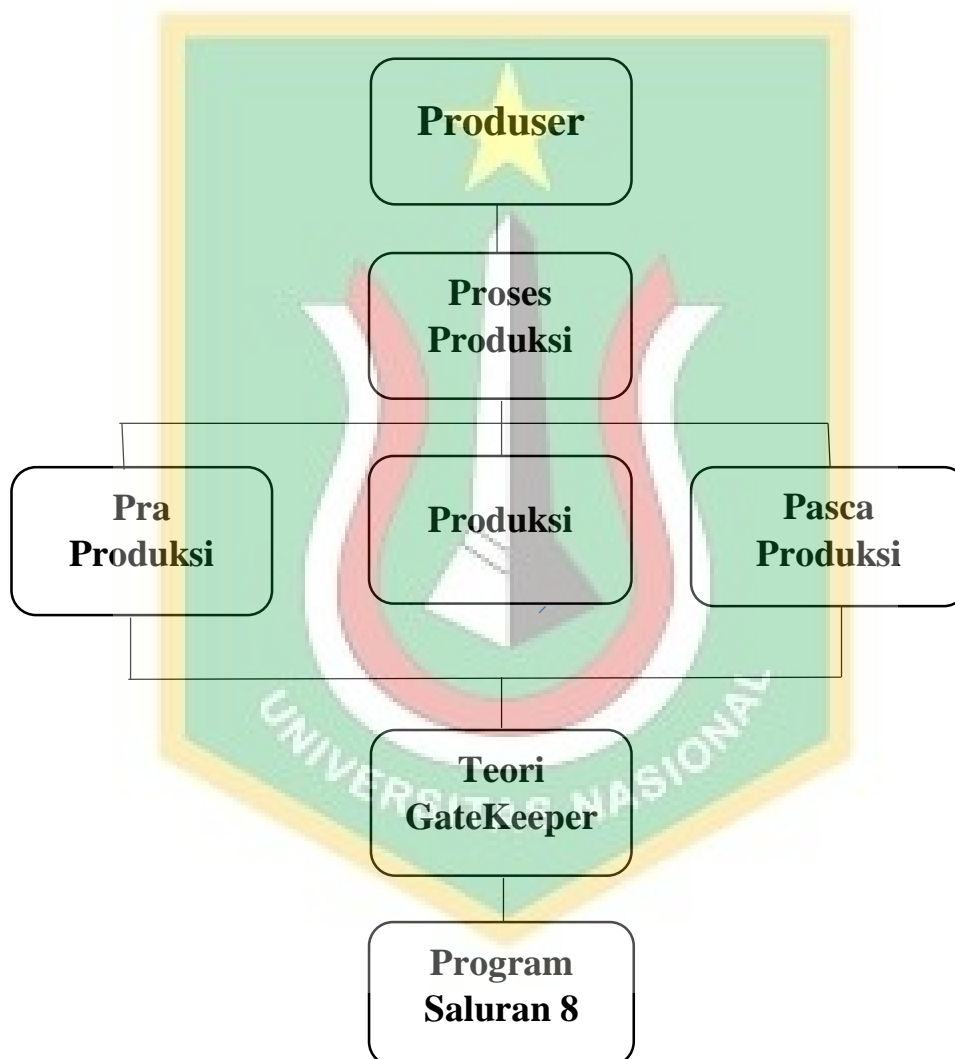 Produser
Proses
Produksi
Pra
Produksi
Produksi
Pasca
Produksi
UNIVERSITAS NASIONAL
Teori
GateKeeper
Program
Saluran 8